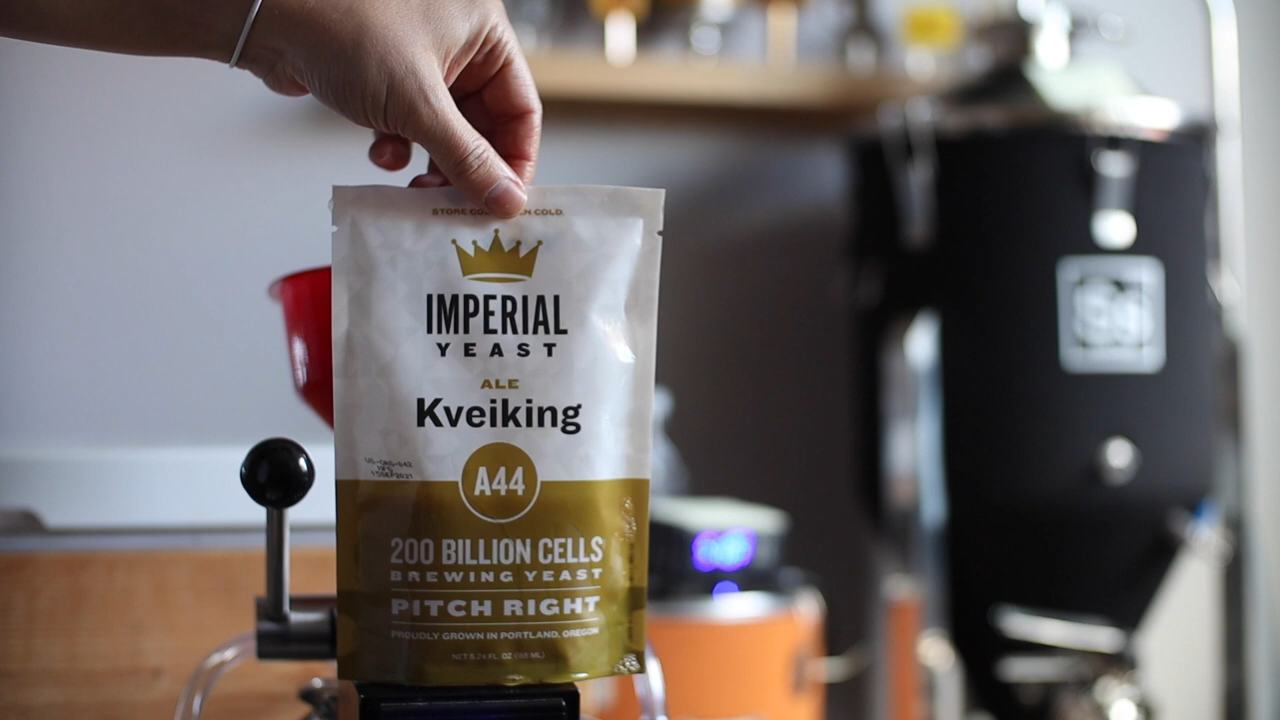 STORE COLD. COLD.
IMPERIAL
YEAST
ALE
Kveiking
A44
200 BILLION CELLS
BREWING YEAST
PITCH RIGHT
PROUDLY GROWN IN PORTLAND, OREGON